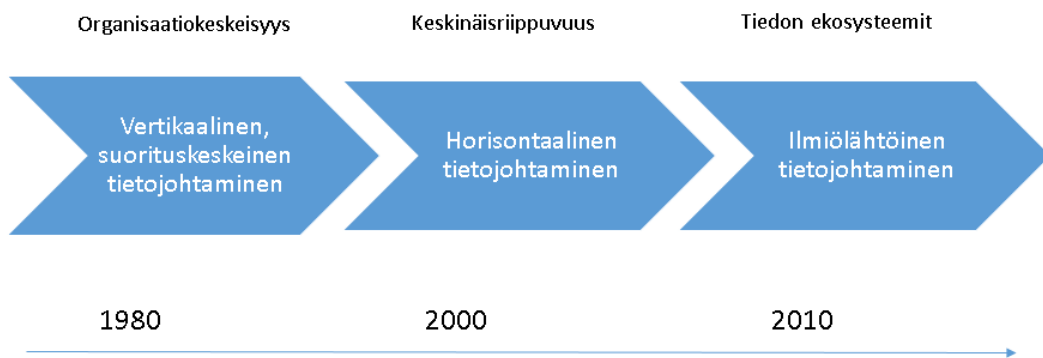 Organisaatiokeskeisyys
Keskinäisriippuvuus
Tiedon ekosysteemit
Vertikaalinen,
suorituskeskeinen
tietojohtaminen
Horisontaalinen
tietojohtaminen
Ilmiölähtöinen
tietojohtaminen
1980
2000
2010